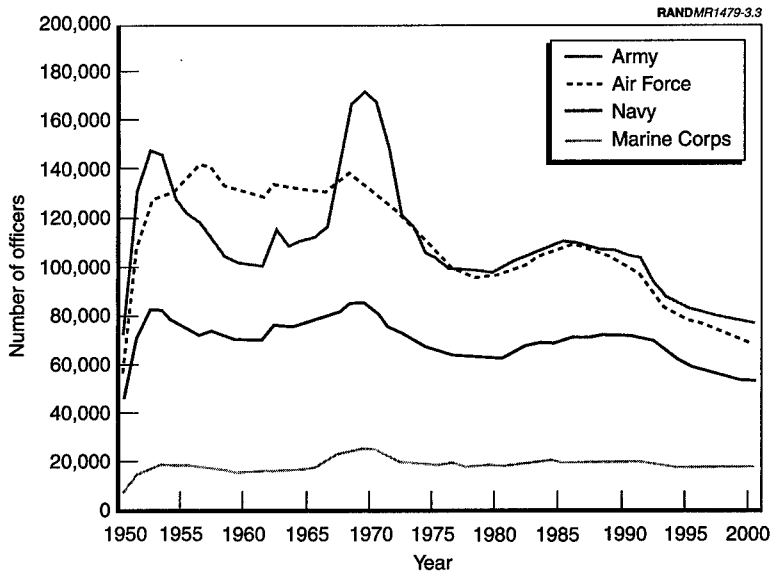 RANDMR1479-3.3
200,000
180,000
160,000
140,000
120,000
100,000
80,000
60,000
40,000
20,000
0
Number of officers
Army
Air Force
Navy
Marine Corps
1950 1955 1960 1965 1970 1975 1980 1985 1990 1995 2000
Year